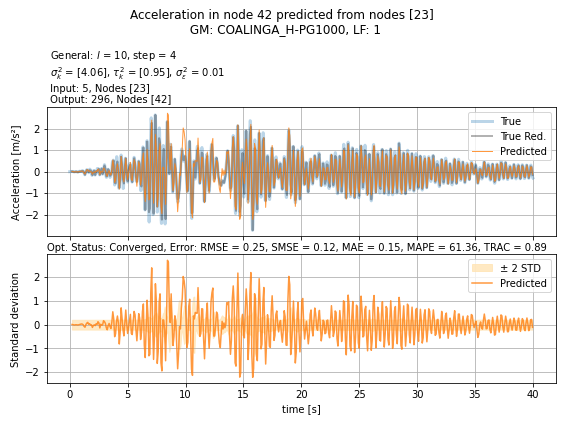 Acceleration in node 42 predicted from nodes [23]
GM: COALINGA_H-PG1000, LF: 1
General: l = 10, step = 4
σ²ₖ = [4.06], τ²ₖ = [0.95], σ²ε = 0.01
Input: 5, Nodes [23]
Output: 296, Nodes [42]
Acceleration [m/s²]
2
1
0
−1
−2
True
True Red.
Predicted
Opt. Status: Converged, Error: RMSE = 0.25, SMSE = 0.12, MAE = 0.15, MAPE = 61.36, TRAC = 0.89
Standard deviation
2
1
0
−1
−2
± 2 STD
Predicted
0 5 10 15 20 25 30 35 40
time [s]